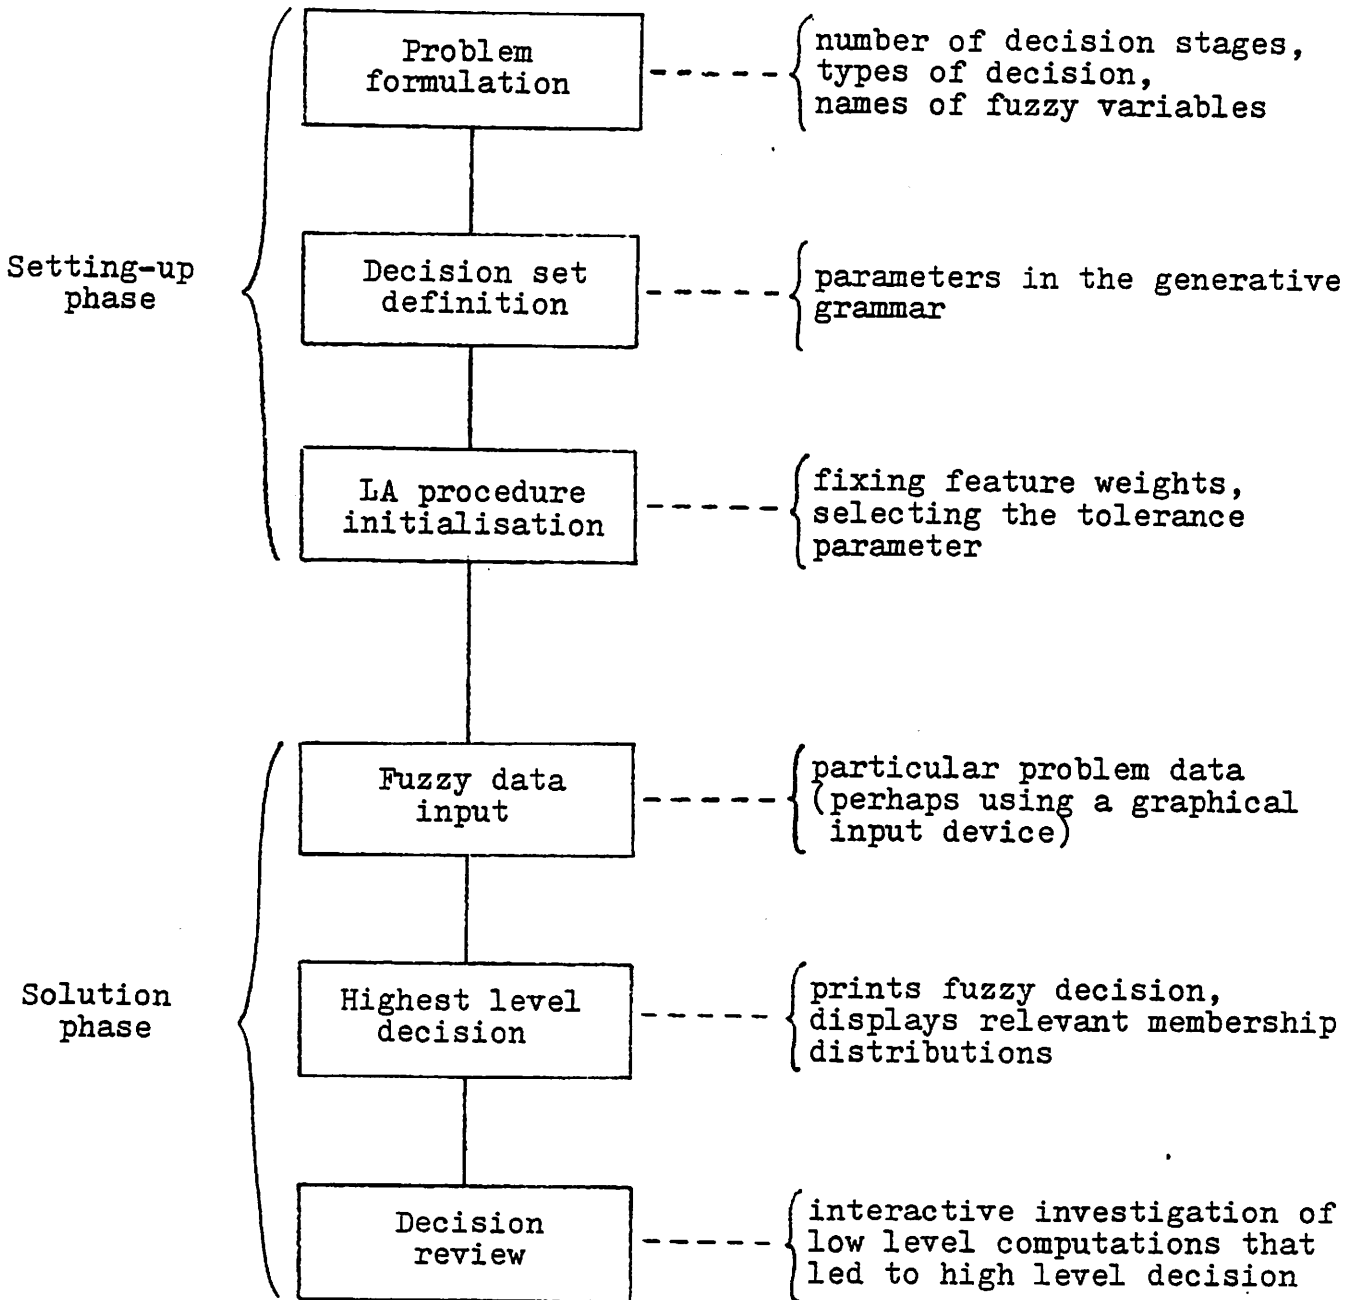 Problem
formulation
number of decision stages,
types of decision,
names of fuzzy variables
Setting-up
phase
Decision set
definition
parameters in the generative
grammar
LA procedure
initialisation
fixing feature weights,
selecting the tolerance
parameter
Fuzzy data
input
particular problem data
(perhaps using a graphical
input device)
Solution
phase
Highest level
decision
prints fuzzy decision,
displays relevant membership
distributions
Decision
review
interactive investigation of
low level computations that
led to high level decision